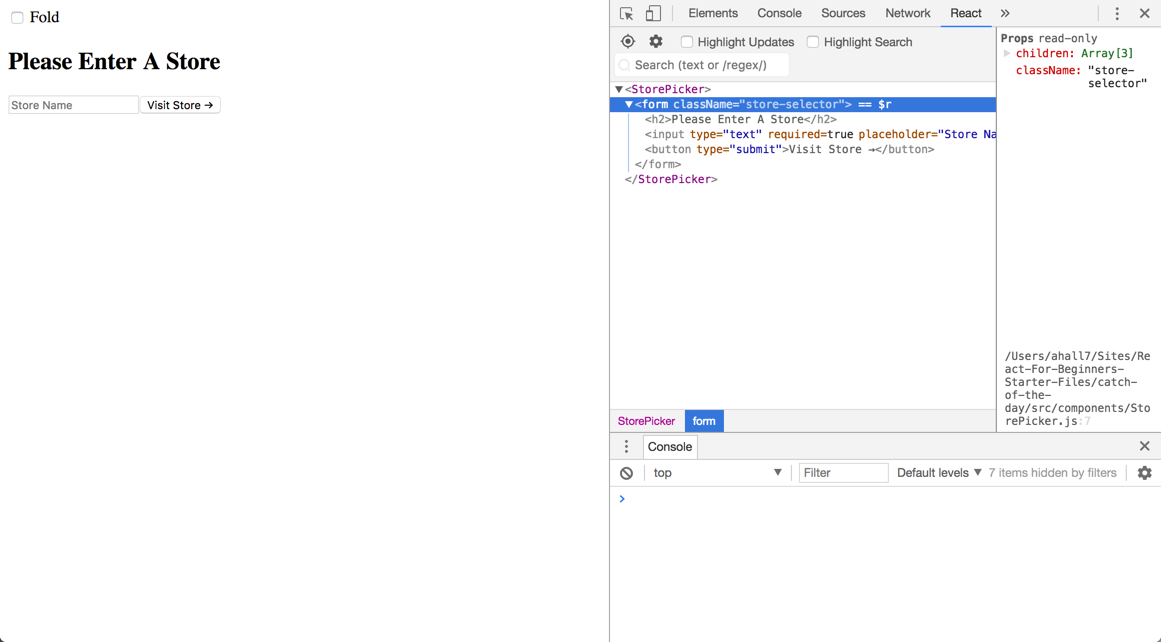 Fold
Please Enter A Store
Store Name
Visit Store →
Elements Console Sources Network React »
Highlight Updates Highlight Search
Search (text or /regex/)
▼<StorePicker>
▼<form className="store-selector"> == $r
<h2>Please Enter A Store</h2>
<input type="text" required=true placeholder="Store Na
<button type="submit">Visit Store →</button>
</form>
</StorePicker>
StorePicker form
Props read-only
children: Array[3]
className: "store-
selector"
/Users/ahall7/Sites/Re
act-For-Beginners-
Starter-Files/catch-
of-the-
day/src/components/Sto
rePicker.js:7
Console
top ▼ Filter Default levels ▼ 7 items hidden by filters
>